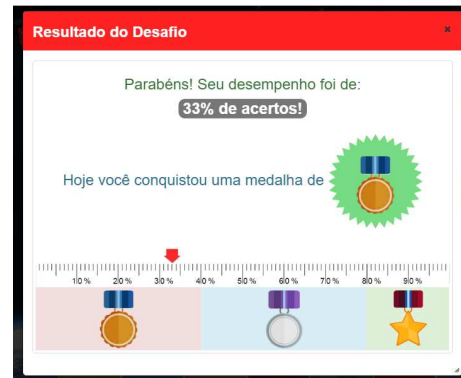 Resultado do Desafio
×
Parabéns! Seu desempenho foi de:
33% de acertos!
Hoje você conquistou uma medalha de
10% 20% 30% 40% 50% 60% 70% 80% 90%